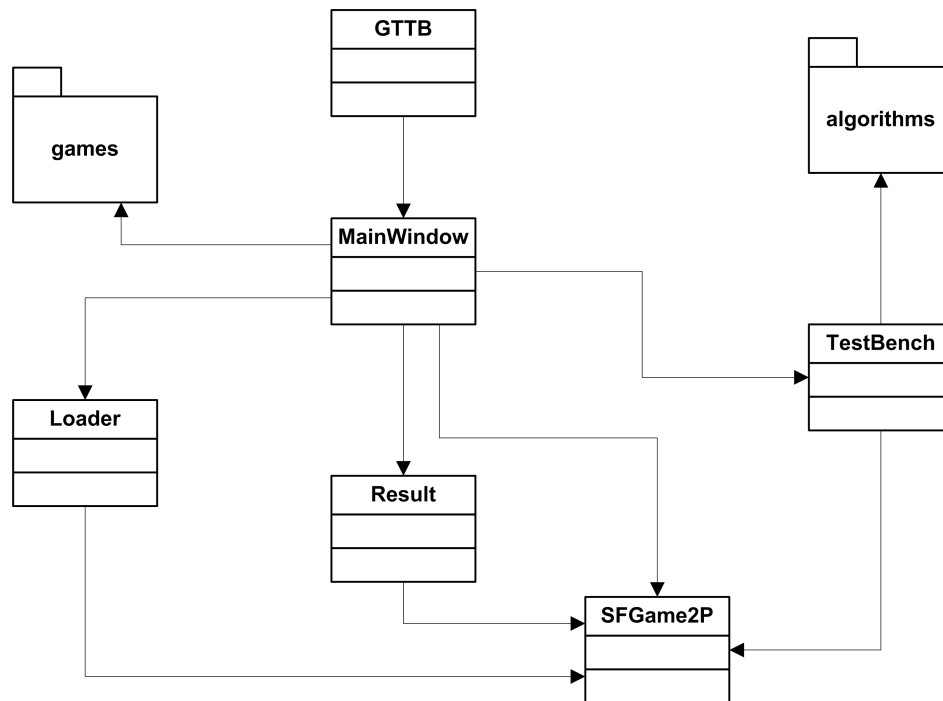 GTTB
games
algorithms
MainWindow
TestBench
Loader
Result
SFGame2P